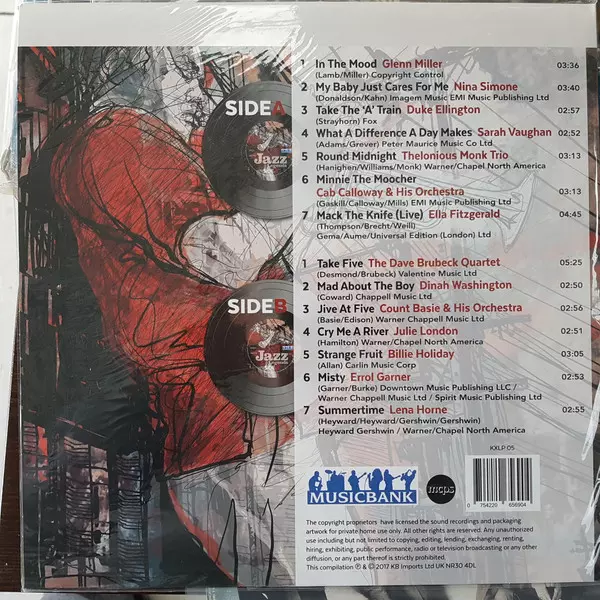 SIDEA
Jazz
1 In The Mood Glenn Miller 03:36
(Lamb/Miller) Copyright Control
2 My Baby Just Cares For Me Nina Simone 03:40
(Donaldson/Kahn) Imagem Music EMI Music Publishing Ltd
3 Take The 'A' Train Duke Ellington 02:57
(Strayhorn) Fox
4 What A Difference A Day Makes Sarah Vaughan 02:52
(Adams/Grever) Peter Maurice Music Co Ltd
5 Round Midnight Thelonious Monk Trio 03:13
(Hanighen/Williams/Monk) Warner/Chapel North America
6 Minnie The Moocher
Cab Calloway & His Orchestra 03:13
(Gaskill/Calloway/Mills) EMI Music Publishing Ltd
7 Mack The Knife (Live) Ella Fitzgerald 04:45
(Thompson/Brecht/Weill)
Gema/Aume/Universal Edition (London) Ltd
SIDEB
Jazz
1 Take Five The Dave Brubeck Quartet 05:25
(Desmond/Brubeck) Valentine Music Ltd
2 Mad About The Boy Dinah Washington 02:50
(Coward) Chappell Music Ltd
3 Jive At Five Count Basie & His Orchestra 02:56
(Basie/Edison) Warner Chappell Music Ltd
4 Cry Me A River Julie London 02:51
(Hamilton) Warner/Chapel North America
5 Strange Fruit Billie Holiday 03:05
(Allan) Carlin Music Corp
6 Misty Errol Garner 02:53
(Garner/Burke) Downtown Music Publishing LLC /
Warner Chappell Music Ltd / Spirit Music Publishing Ltd
7 Summertime Lena Horne 02:55
(Heyward/Heyward/Gershwin/Gershwin)
Heyward Gershwin / Warner/Chapel North America
KXLP 05
MUSICBANK
mcps
0 754220 656904
The copyright proprietors have licensed the sound recordings and packaging
artwork for private home use only. All other rights are reserved. Any unauthorized
use including but not limited to copying, editing, lending, exchanging, renting,
hiring, exhibiting, public performance, radio or television broadcasting or any other
diffusion, or any part thereof is strictly prohibited.
This compilation ℗ & © 2017 KB Imports Ltd UK NR30 4DL